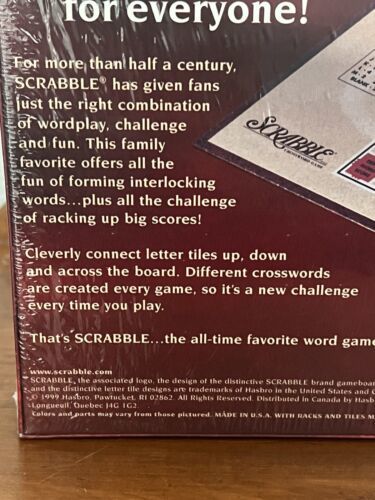 for everyone!
For more than half a century,
SCRABBLE® has given fans
just the right combination
of wordplay, challenge
and fun. This family
favorite offers all the
fun of forming interlocking
words...plus all the challenge
of racking up big scores!
SCRABBLE
Cleverly connect letter tiles up, down
and across the board. Different crosswords
are created every game, so it's a new challenge
every time you play.
That's SCRABBLE...the all-time favorite word game
www.scrabble.com
SCRABBLE, the associated logo, the design of the distinctive SCRABBLE brand gameboard
and the distinctive letter tile designs are trademarks of Hasbro in the United States and
© 1999 Hasbro, Pawtucket, RI 02862. All Rights Reserved. Distributed in Canada by Hasb
Longueuil, Quebec J4G 1G2.
Colors and parts may vary from those pictured. MADE IN U.S.A. WITH RACKS AND TILES M